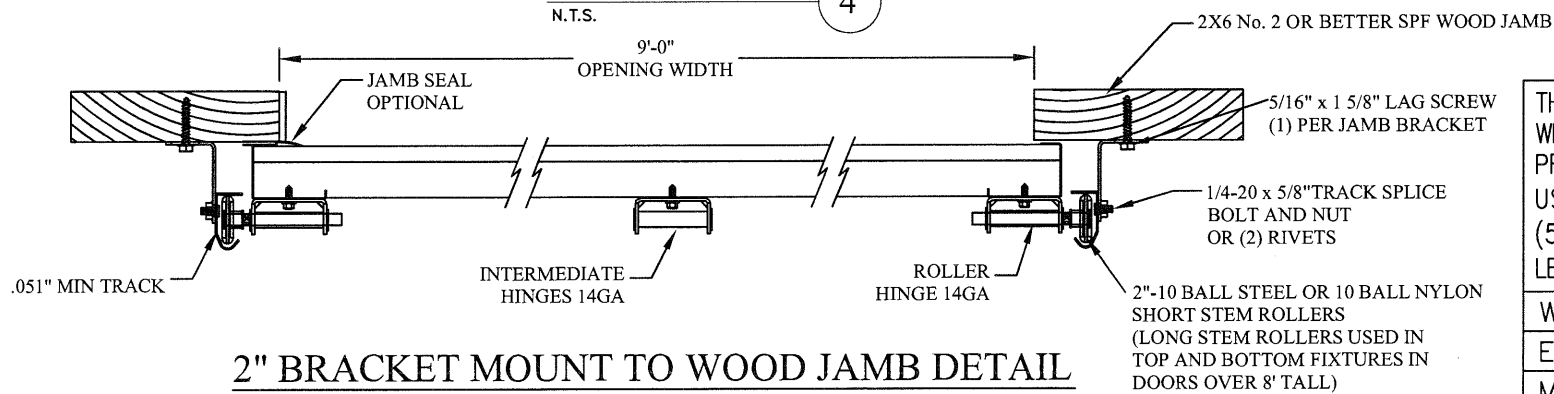 N.T.S.
4
9'-0"
OPENING WIDTH
JAMB SEAL
OPTIONAL
2X6 No. 2 OR BETTER SPF WOOD JAMB
5/16" x 1 5/8" LAG SCREW
(1) PER JAMB BRACKET
1/4-20 x 5/8"TRACK SPLICE
BOLT AND NUT
OR (2) RIVETS
.051" MIN TRACK
INTERMEDIATE
HINGES 14GA
ROLLER
HINGE 14GA
2"-10 BALL STEEL OR 10 BALL NYLON
SHORT STEM ROLLERS
(LONG STEM ROLLERS USED IN
TOP AND BOTTOM FIXTURES IN
DOORS OVER 8' TALL)
2" BRACKET MOUNT TO WOOD JAMB DETAIL